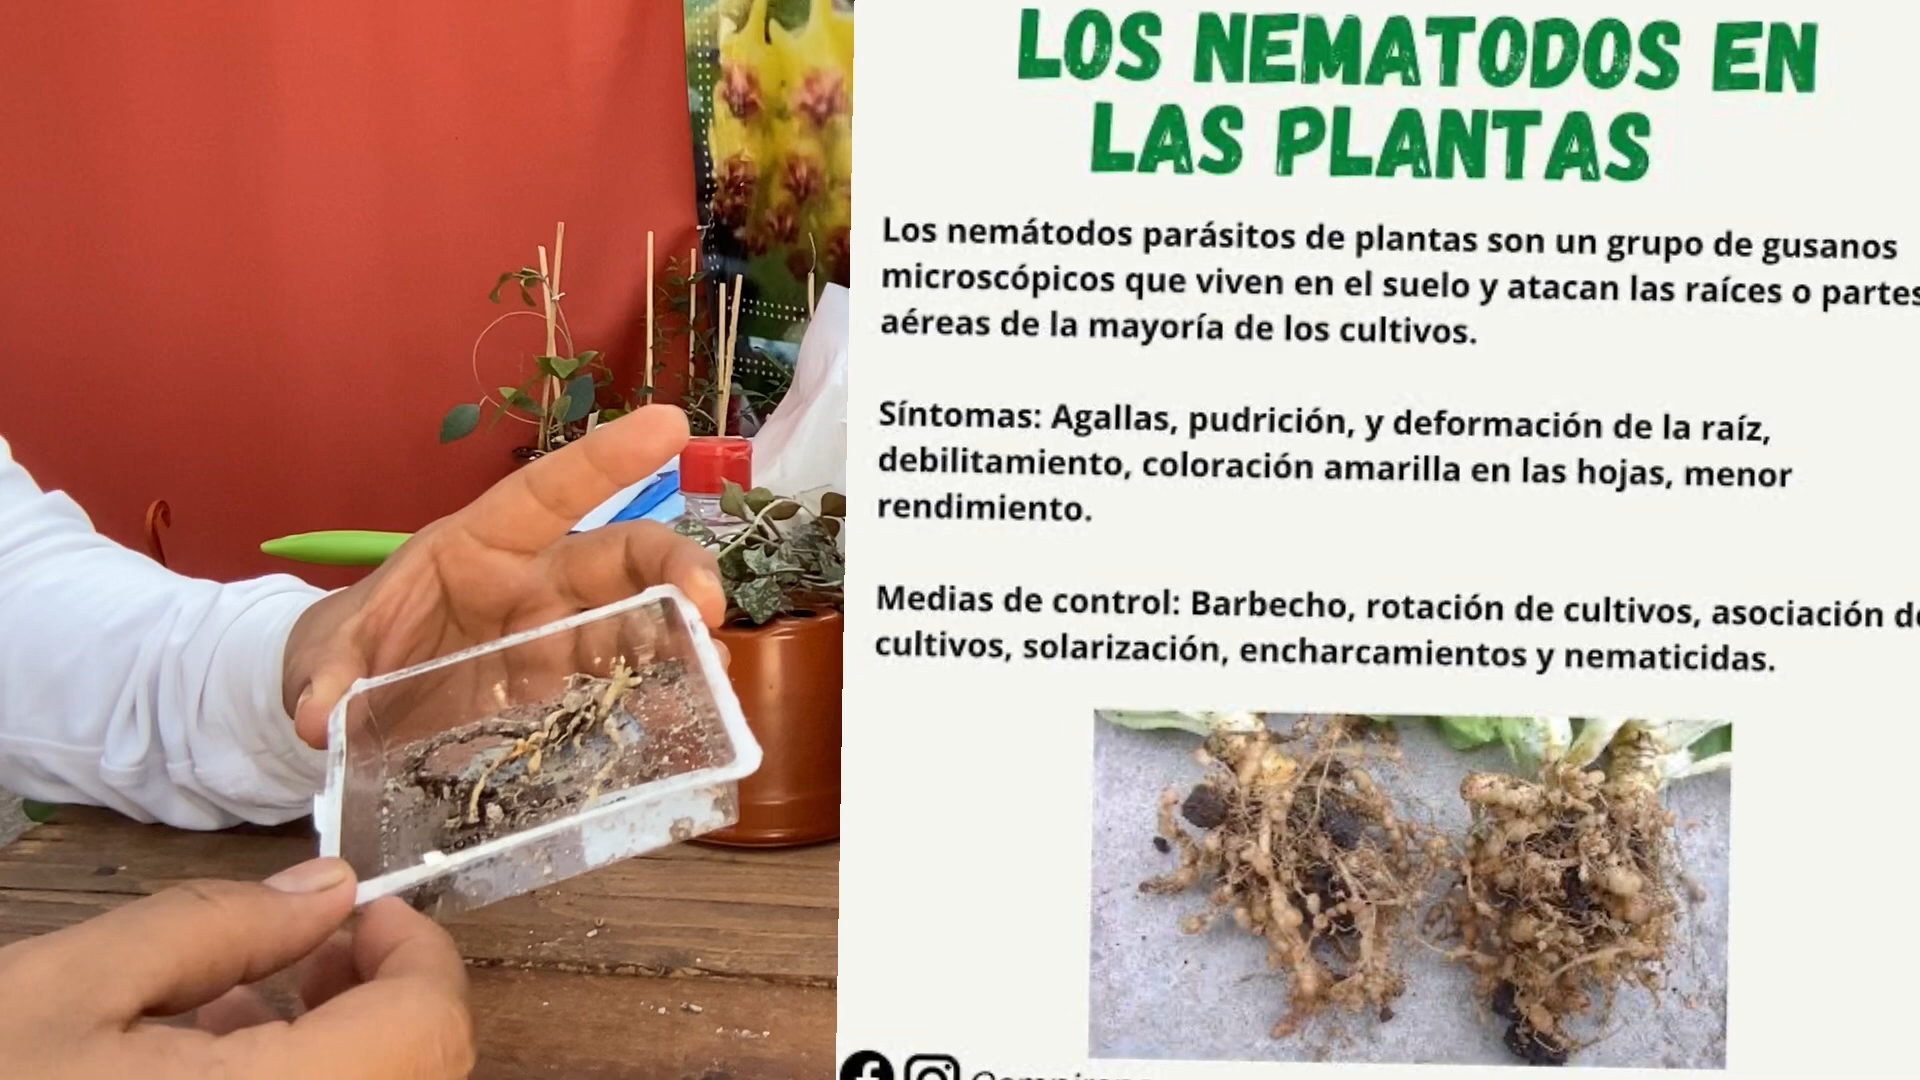 LOS NEMATODOS EN
LAS PLANTAS
Los nemátodos parásitos de plantas son un grupo de gusanos
microscópicos que viven en el suelo y atacan las raíces o partes
aéreas de la mayoría de los cultivos.
Síntomas: Agallas, pudrición, y deformación de la raíz,
debilitamiento, coloración amarilla en las hojas, menor
rendimiento.
Medias de control: Barbecho, rotación de cultivos, asociación de
cultivos, solarización, encharcamientos y nematicidas.